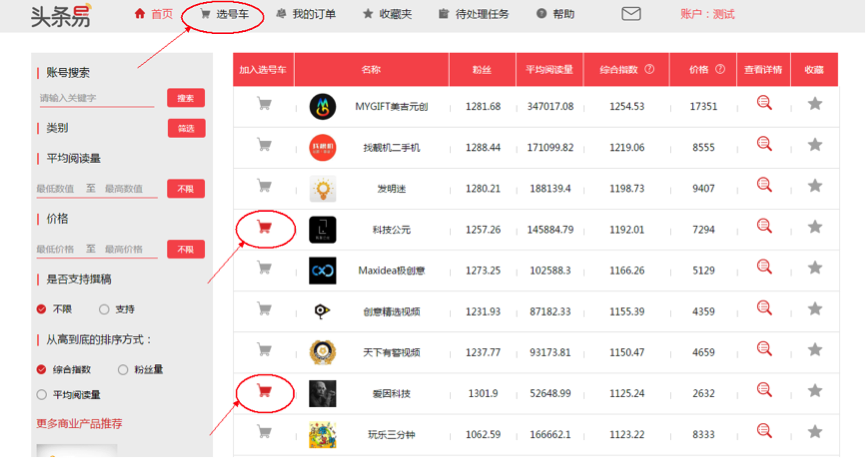 头条易 首页 选号车 我的订单 收藏夹 待处理任务 帮助 账户：测试
账号搜索
请输入关键字 搜索
类别 筛选
平均阅读量
最低数值 至 最高数值 不限
价格
最低价格 至 最高价格 不限
是否支持撰稿
不限 支持
从高到底的排序方式：
综合指数 粉丝量
平均阅读量
更多商业产品推荐
加入选号车 名称 粉丝 平均阅读量 综合指数 ? 价格 ? 查看详情 收藏
MYGIFT美吉元创 1281.68 347017.08 1254.53 17351
找靓机 找靓机二手机 1288.44 171099.82 1219.06 8555
发明迷 1280.21 188139.4 1198.73 9407
科技公元 1257.26 145884.79 1192.01 7294
Maxidea极创意 1273.25 102588.3 1166.26 5129
创意精选视频 1231.93 87182.33 1155.39 4359
天下有警视频 1237.77 93173.81 1150.47 4659
爱因科技 1301.9 52648.99 1125.24 2632
玩乐三分钟 1062.59 166662.1 1123.22 8333